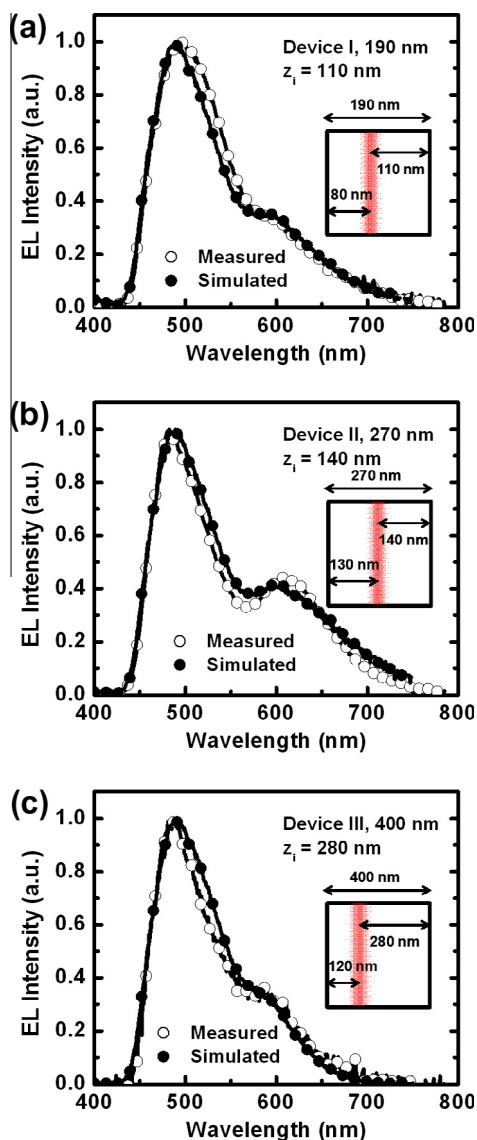 (a)
Device I, 190 nm
z_i = 110 nm
190 nm
110 nm
80 nm
Measured
Simulated
EL Intensity (a.u.)
1.0
0.8
0.6
0.4
0.2
0.0
400 500 600 700 800
Wavelength (nm)
(b)
Device II, 270 nm
z_i = 140 nm
270 nm
140 nm
130 nm
Measured
Simulated
EL Intensity (a.u.)
1.0
0.8
0.6
0.4
0.2
0.0
400 500 600 700 800
Wavelength (nm)
(c)
Device III, 400 nm
z_i = 280 nm
400 nm
280 nm
120 nm
Measured
Simulated
EL Intensity (a.u.)
1.0
0.8
0.6
0.4
0.2
0.0
400 500 600 700 800
Wavelength (nm)